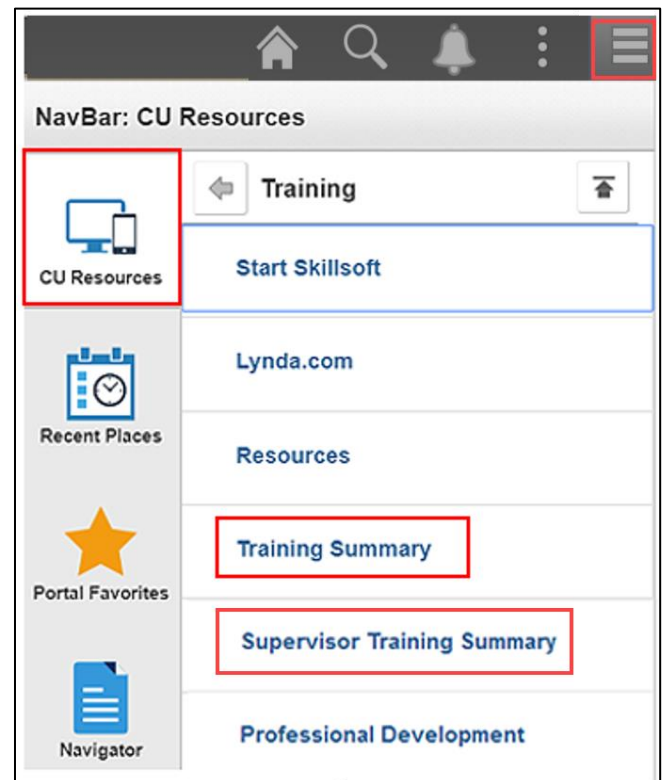 NavBar: CU Resources
Training
CU Resources
Start Skillsoft
Lynda.com
Recent Places
Resources
Training Summary
Portal Favorites
Supervisor Training Summary
Navigator
Professional Development